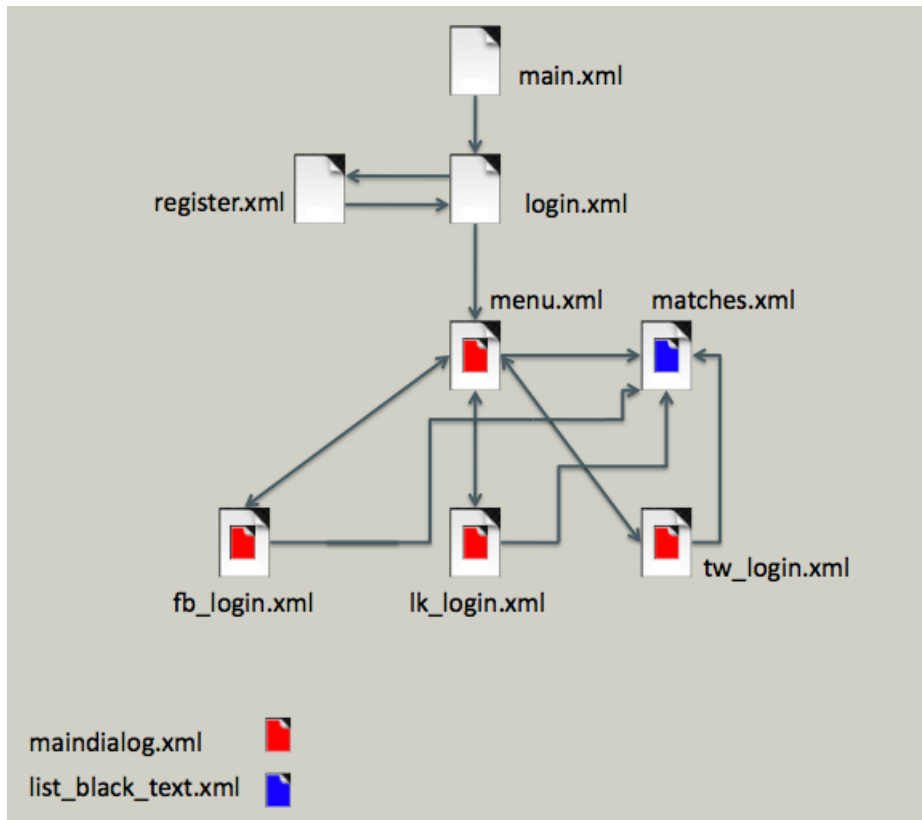 main.xml
register.xml
login.xml
menu.xml
matches.xml
fb_login.xml
lk_login.xml
tw_login.xml
maindialog.xml
list_black_text.xml